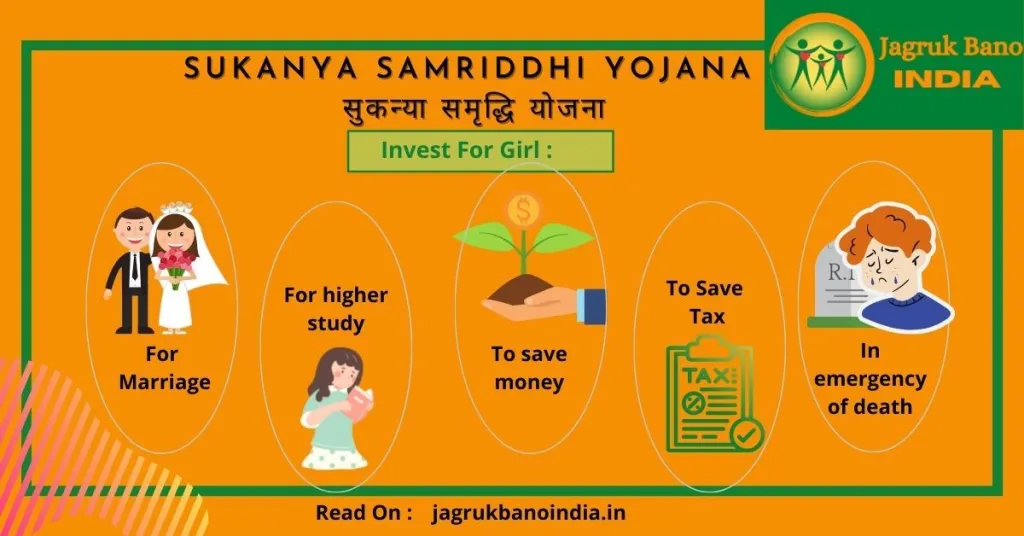 Jagruk Bano
INDIA
SUKANYA SAMRIDDHI YOJANA
सुकन्या समृद्धि योजना
Invest For Girl :
For
Marriage
For higher
study
$
To save
money
To Save
Tax
TAX
R.I
In
emergency
of death
Read On : jagrukbanoindia.in